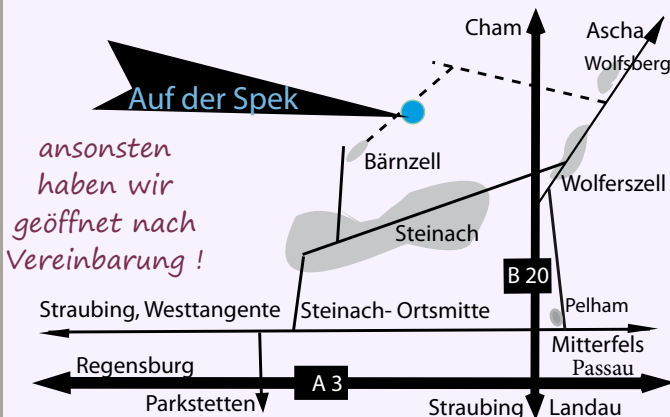 Cham
Ascha
Wolfsberg
Auf der Spek
ansonsten
haben wir
geöffnet nach
Vereinbarung !
Bärnzell
Wolferszell
Steinach
B 20
Straubing, Westtangente
Steinach- Ortsmitte
Pelham
Mitterfels
Regensburg
A 3
Passau
Parkstetten
Straubing
Landau